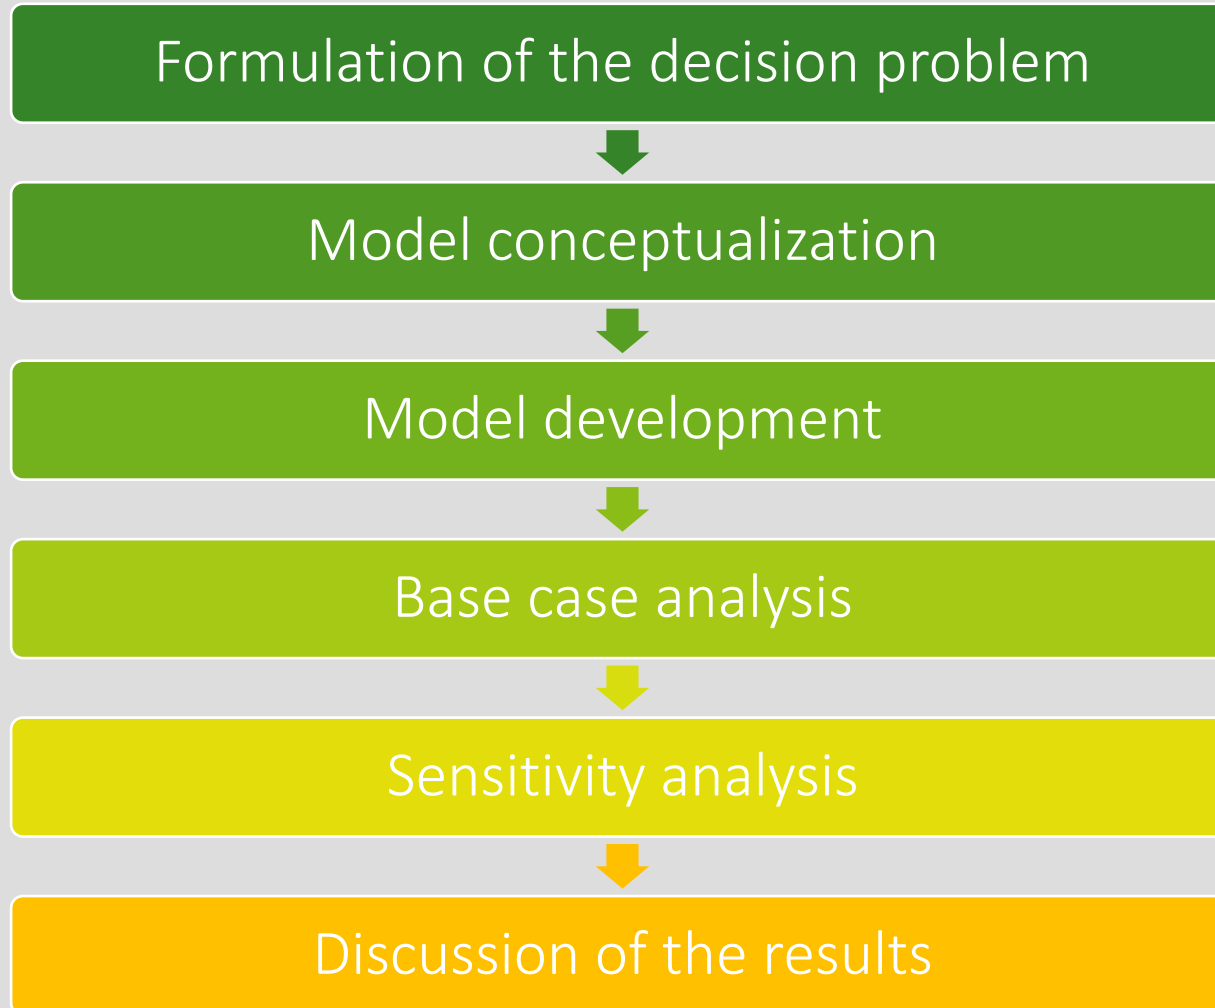 Formulation of the decision problem
Model conceptualization
Model development
Base case analysis
Sensitivity analysis
Discussion of the results